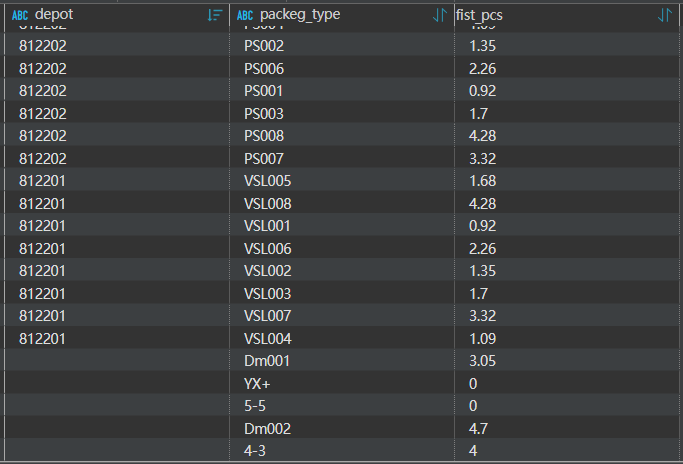 ABC depot ABC packeg_type fist_pcs
812202 PS002 1.35
812202 PS006 2.26
812202 PS001 0.92
812202 PS003 1.7
812202 PS008 4.28
812202 PS007 3.32
812201 VSL005 1.68
812201 VSL008 4.28
812201 VSL001 0.92
812201 VSL006 2.26
812201 VSL002 1.35
812201 VSL003 1.7
812201 VSL007 3.32
812201 VSL004 1.09
Dm001 3.05
YX+ 0
5-5 0
Dm002 4.7
4-3 4